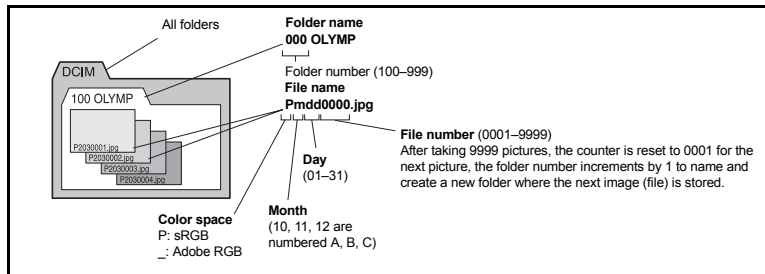 All folders
Folder name
000 OLYMP
Folder number (100–999)
File name
Pmdd0000.jpg
DCIM
100 OLYMP
P2030001.jpg
P2030002.jpg
P2030003.jpg
P2030004.jpg
File number (0001–9999)
After taking 9999 pictures, the counter is reset to 0001 for the
next picture, the folder number increments by 1 to name and
create a new folder where the next image (file) is stored.
Day
(01–31)
Month
(10, 11, 12 are
numbered A, B, C)
Color space
P: sRGB
_: Adobe RGB